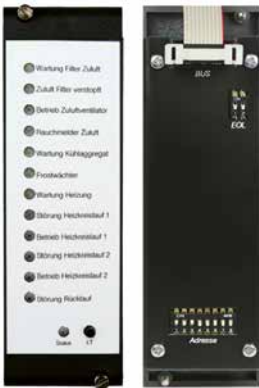 Wartung Filter Zuluft
Zuluft Filter verstopft
Betrieb Zuluftventilator
Rauchmelder Zuluft
Wartung Kühlaggregat
Frostwächter
Wartung Heizung
Störung Heizkreislauf 1
Betrieb Heizkreislauf 1
Störung Heizkreislauf 2
Betrieb Heizkreislauf 2
Störung Rücklauf
Status LT
BUS
EOL
Adresse